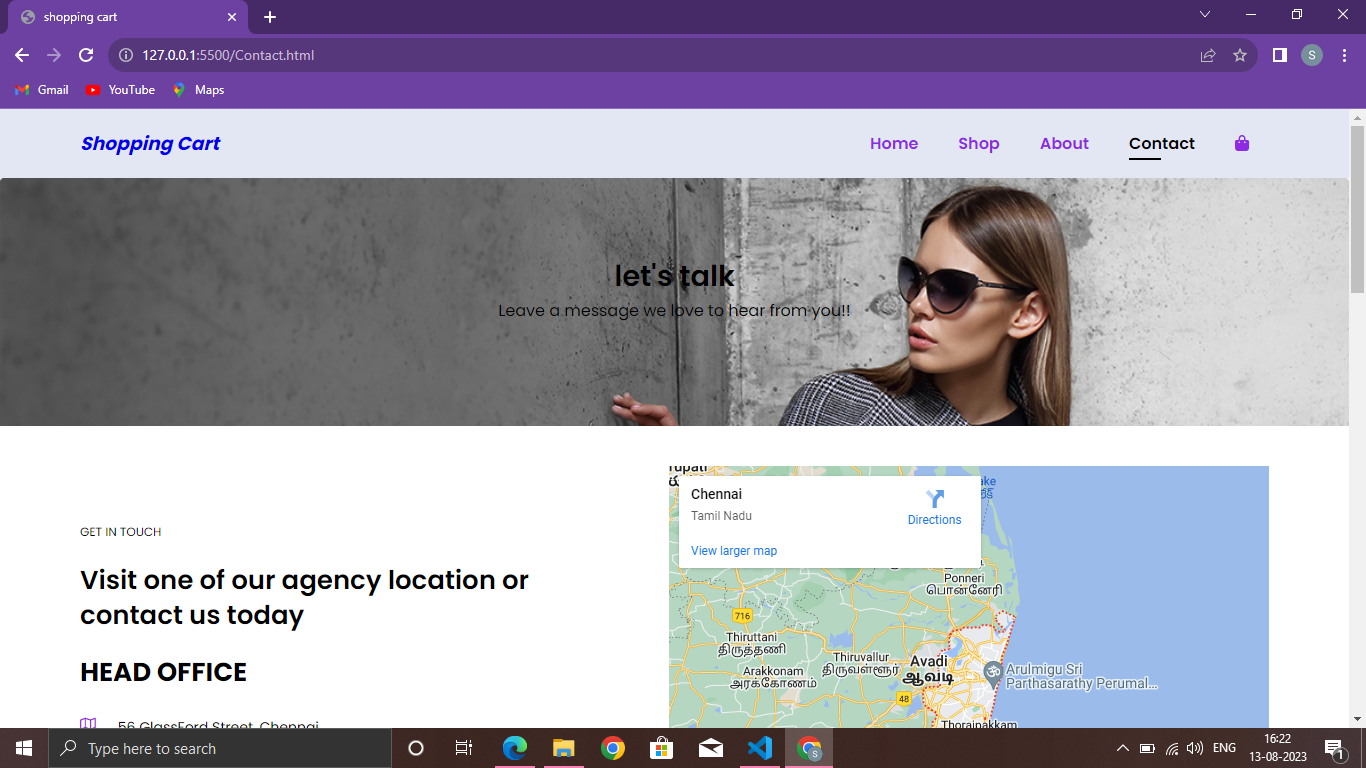 shopping cart
127.0.0.1:5500/Contact.html
S
Gmail YouTube Maps
Shopping Cart
Home Shop About Contact
let's talk
Leave a message we love to hear from you!!
GET IN TOUCH
Visit one of our agency location or
contact us today
HEAD OFFICE
56 GlassFord Street, Chennai
Chennai
Tamil Nadu
Directions
View larger map
Ponneri
பொன்னேரி
716
Thiruttani
திருத்தணி
Arakkonam
அரக்கோணம்
Thiruvallur
திருவள்ளூர்
Avadi
ஆவடி
48
Arulmigu Sri
Parthasarathy Perumal...
Thoraipakkam
Type here to search
S
ENG
16:22
13-08-2023
1